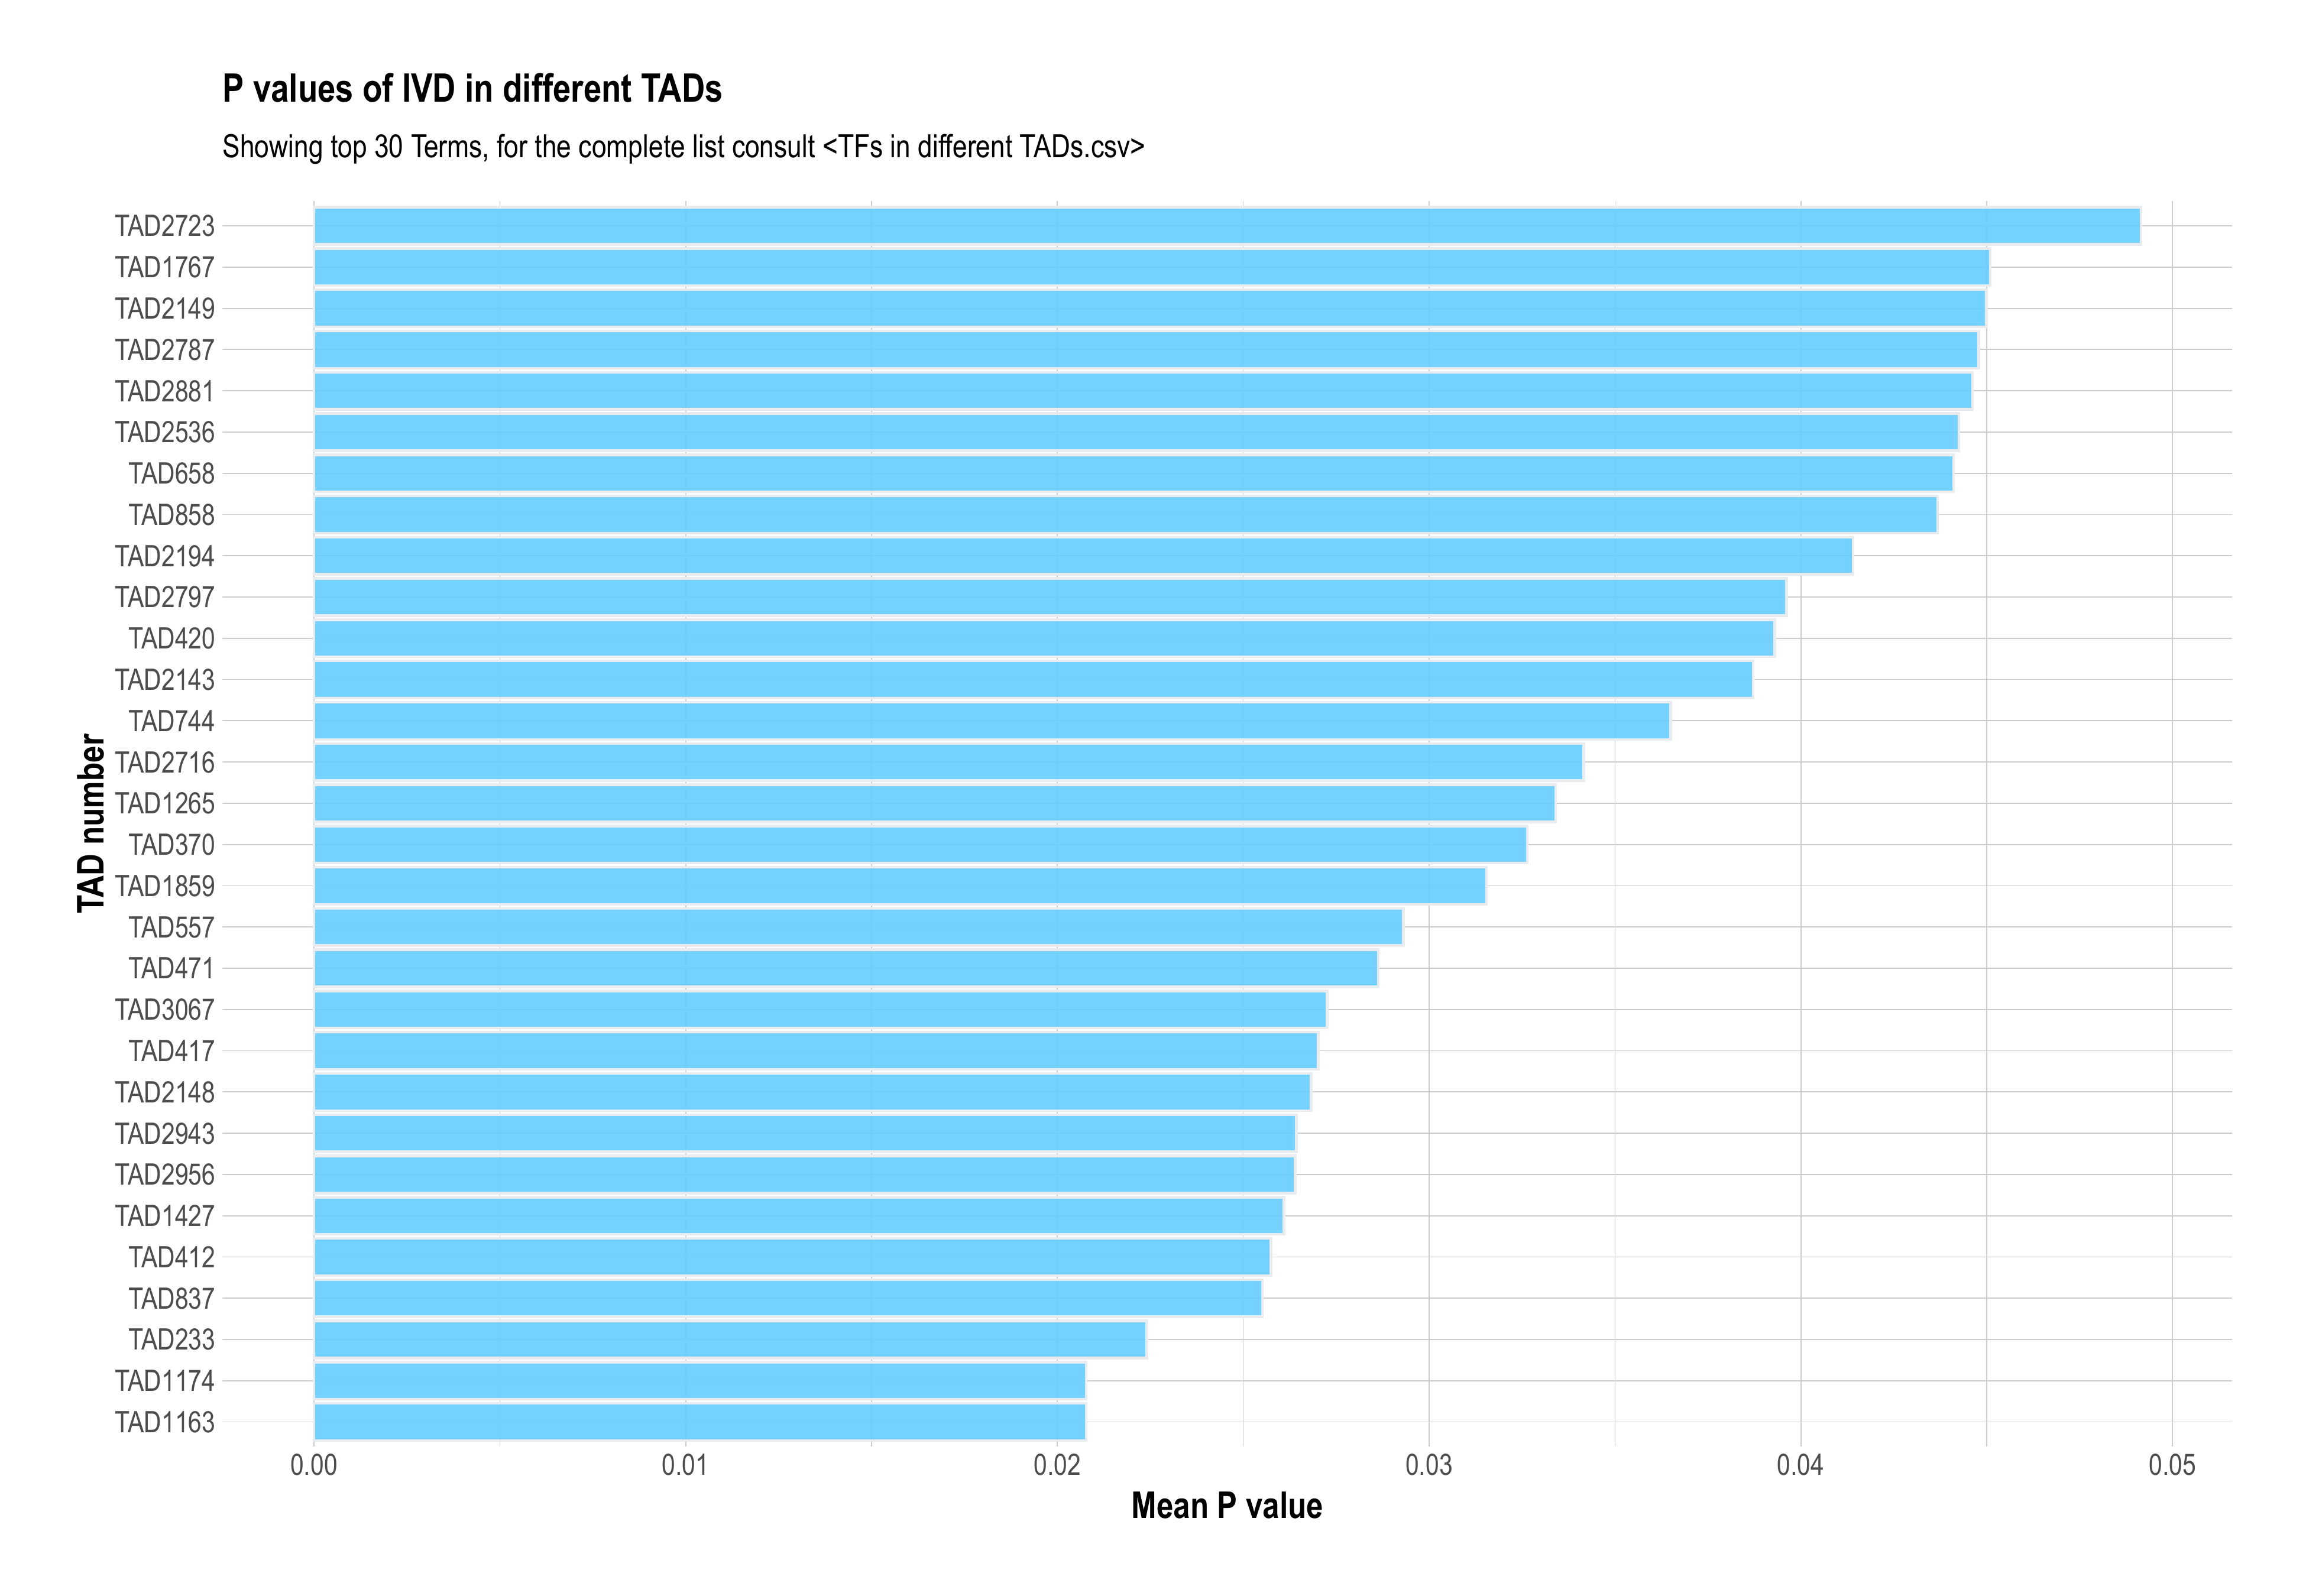 P values of IVD in different TADs
Showing top 30 Terms, for the complete list consult <TFs in different TADs.csv>
TAD number
TAD2723
TAD1767
TAD2149
TAD2787
TAD2881
TAD2536
TAD658
TAD858
TAD2194
TAD2797
TAD420
TAD2143
TAD744
TAD2716
TAD1265
TAD370
TAD1859
TAD557
TAD471
TAD3067
TAD417
TAD2148
TAD2943
TAD2956
TAD1427
TAD412
TAD837
TAD233
TAD1174
TAD1163
0.00 0.01 0.02 0.03 0.04 0.05
Mean P value